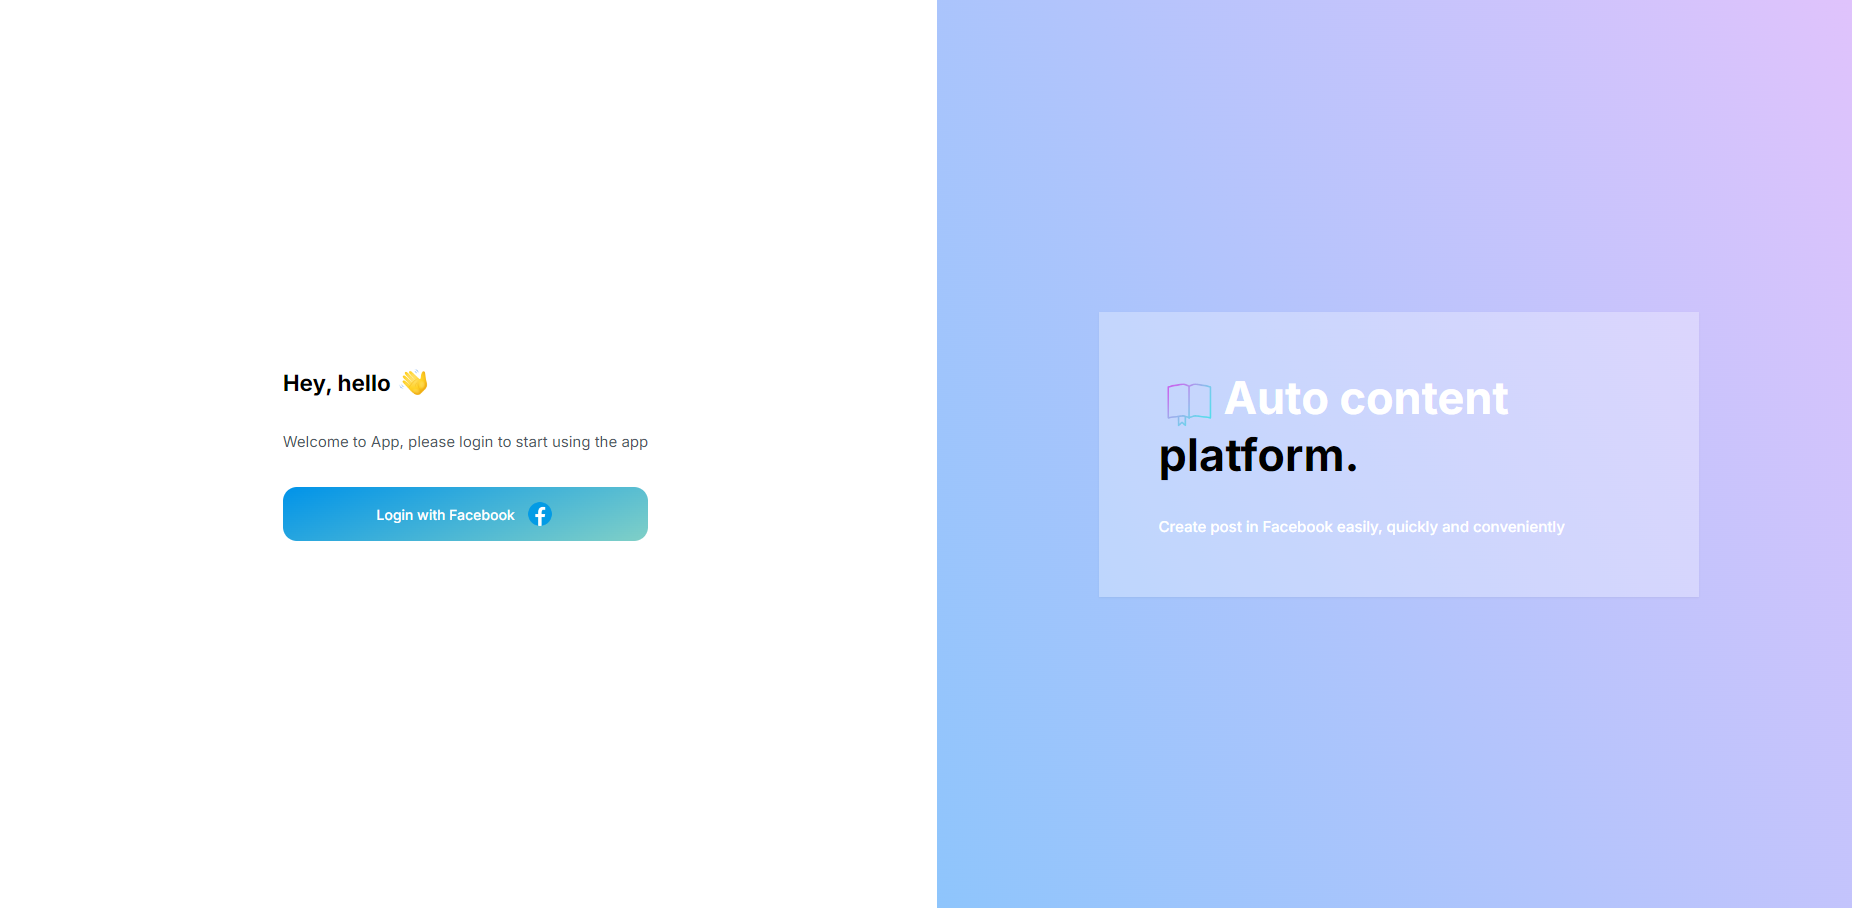 Hey, hello 👋
Welcome to App, please login to start using the app
Login with Facebook
Auto content
platform.
Create post in Facebook easily, quickly and conveniently